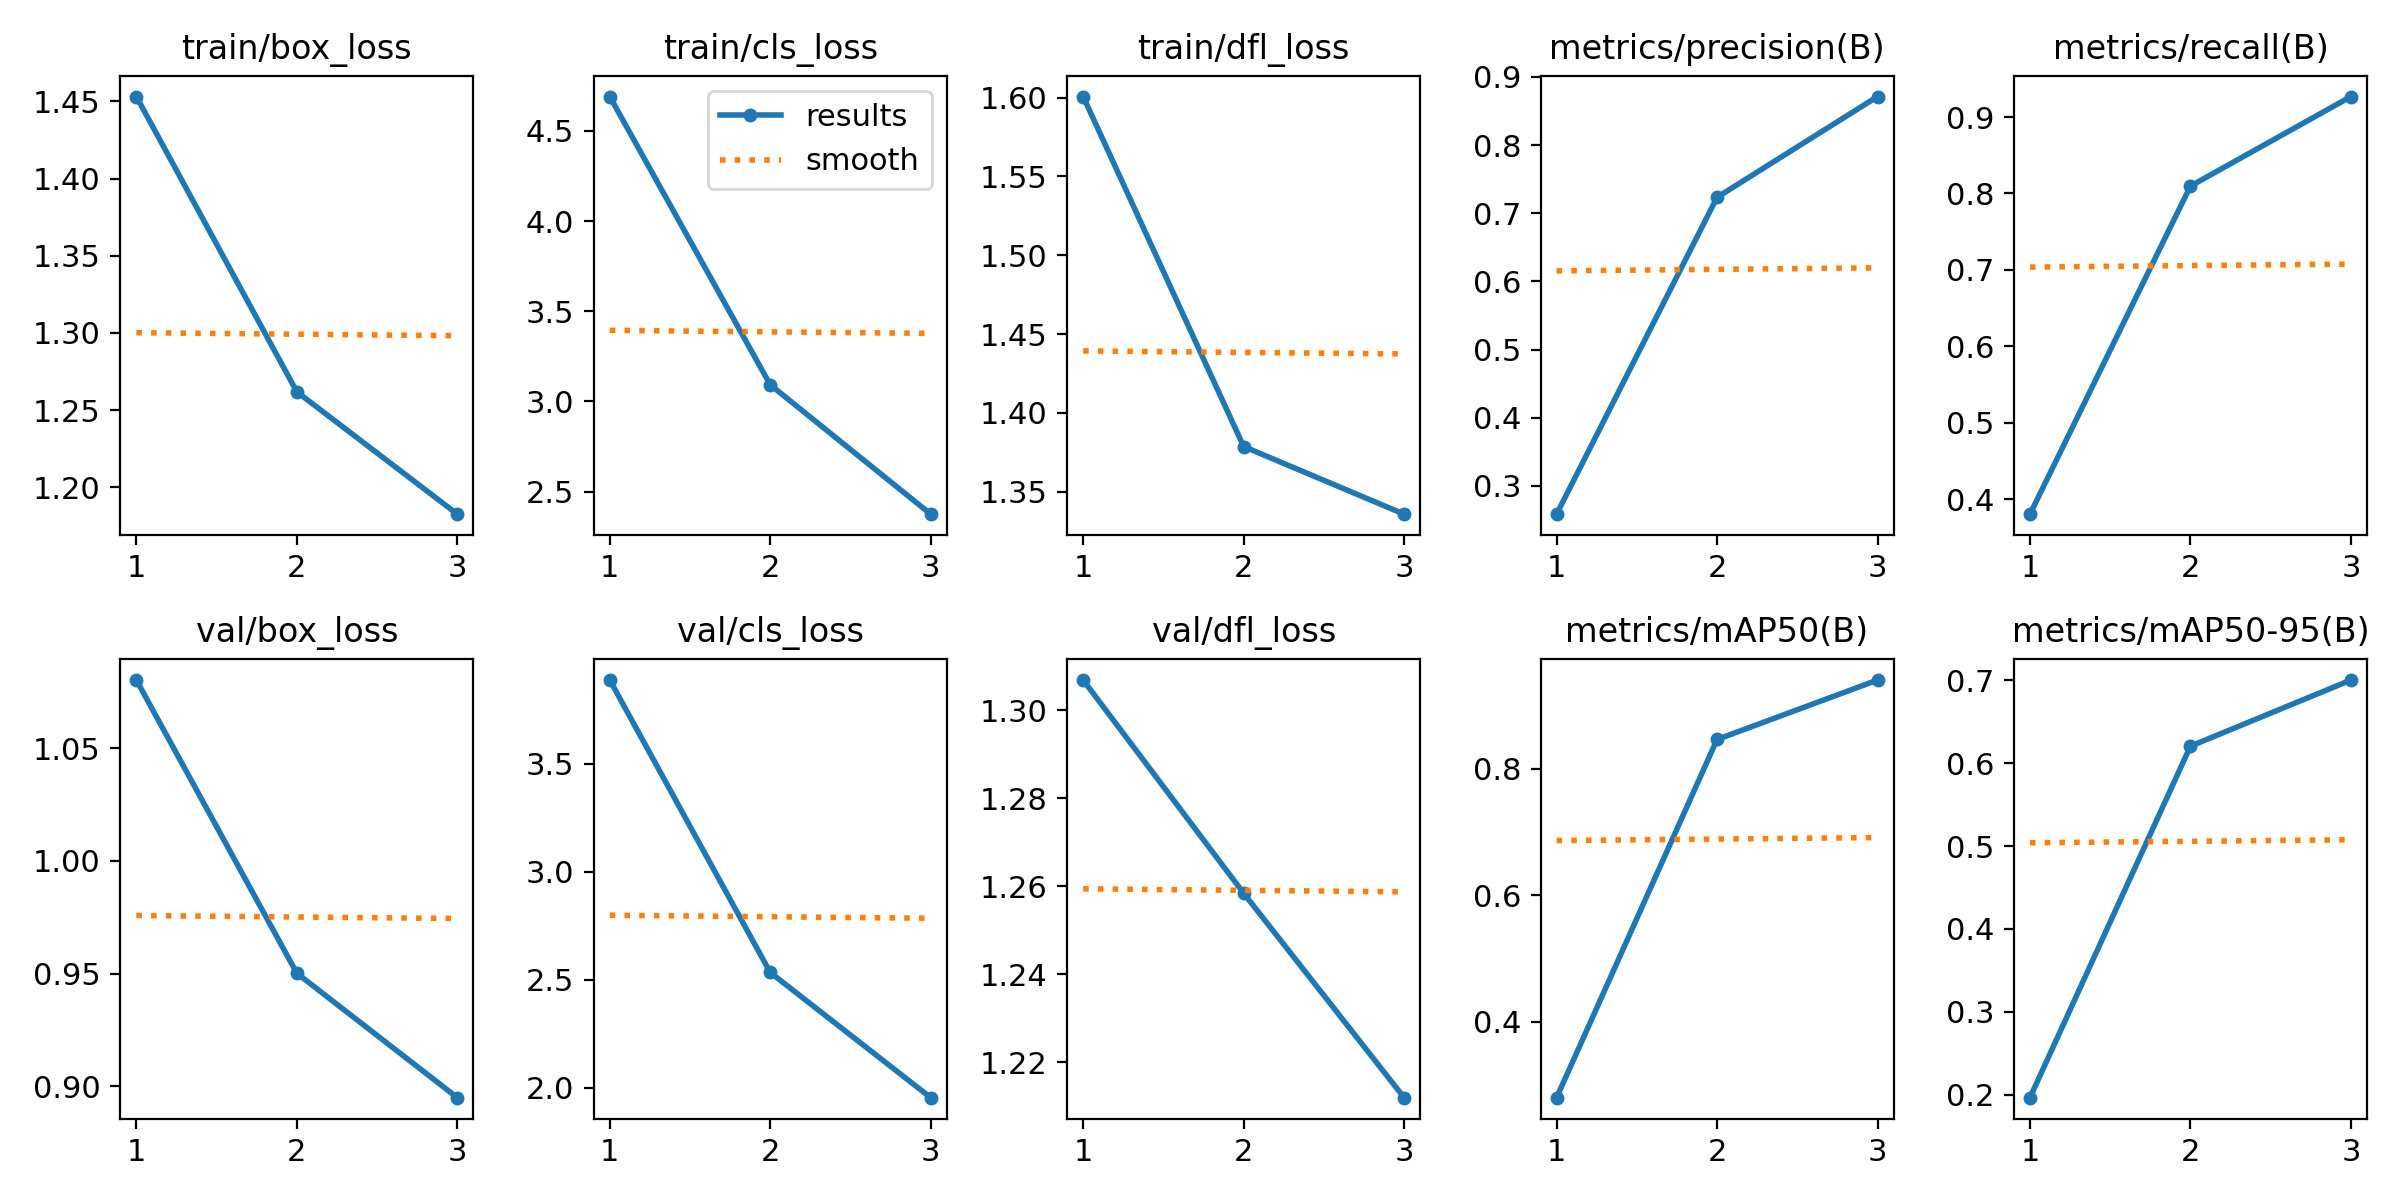 train/box_loss
1.45
1.40
1.35
1.30
1.25
1.20
1 2 3
train/cls_loss
results
smooth
4.5
4.0
3.5
3.0
2.5
1 2 3
train/dfl_loss
1.60
1.55
1.50
1.45
1.40
1.35
1 2 3
metrics/precision(B)
0.9
0.8
0.7
0.6
0.5
0.4
0.3
1 2 3
metrics/recall(B)
0.9
0.8
0.7
0.6
0.5
0.4
1 2 3
val/box_loss
1.05
1.00
0.95
0.90
1 2 3
val/cls_loss
3.5
3.0
2.5
2.0
1 2 3
val/dfl_loss
1.30
1.28
1.26
1.24
1.22
1 2 3
metrics/mAP50(B)
0.8
0.6
0.4
1 2 3
metrics/mAP50-95(B)
0.7
0.6
0.5
0.4
0.3
0.2
1 2 3